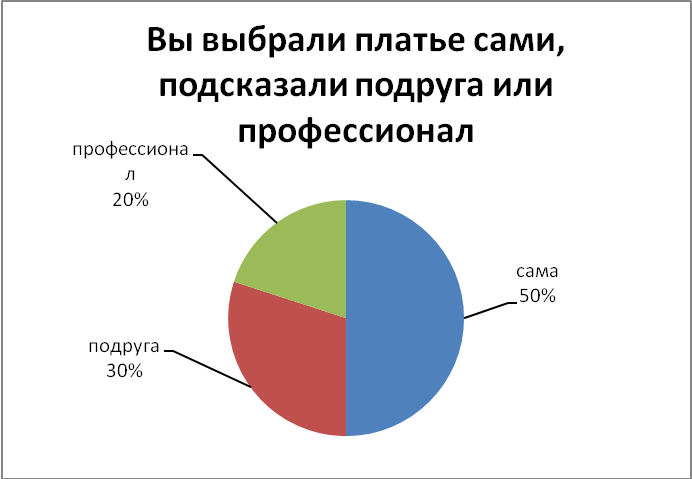 Вы выбрали платье сами,
подсказали подруга или
профессионал
профессиона
л
20%
сама
50%
подруга
30%